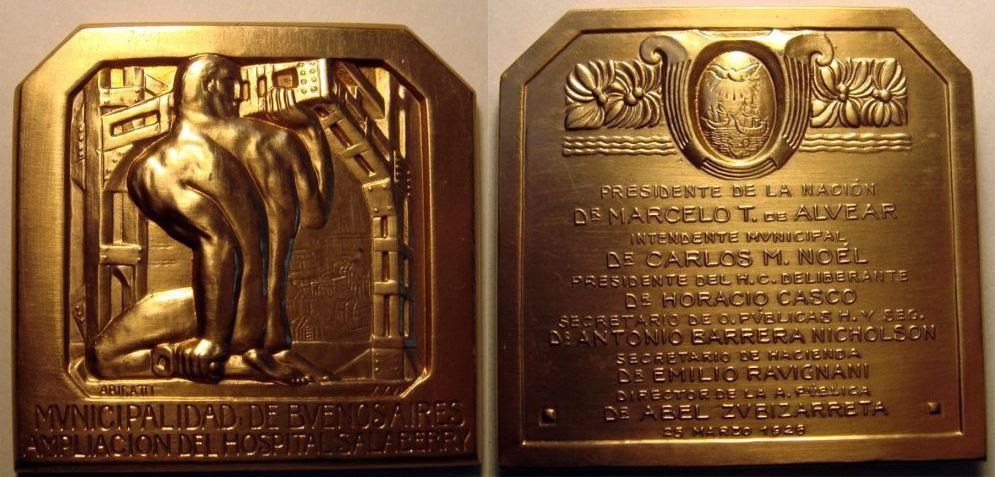 MVNICIPALIDAD. DE BVENOS AIRES
AMPLIACION DEL HOSPITAL SALABERRY
PRESIDENTE DE LA NACIÓN
DR MARCELO T. DE ALVEAR
INTENDENTE MVNICIPAL
DR CARLOS M. NOEL
PRESIDENTE DEL H.C. DELIBERANTE
DR HORACIO CASCO
SECRETARIO DE O. PVBLICAS H. Y SEG.
DR ANTONIO BARRERA NICHOLSON
SECRETARIO DE HACIENDA
DR EMILIO RAVIGNANI
DIRECTOR DE LA A. PVBLICA
DR ABEL ZVBIZARRETA
25 MARZO 1926